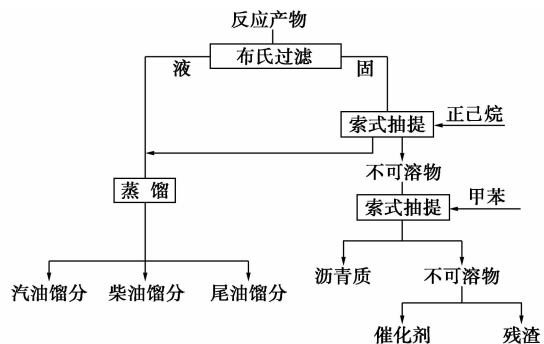 反应产物
布氏过滤
液
固
索式抽提
正己烷
不可溶物
蒸馏
索式抽提
甲苯
汽油馏分
柴油馏分
尾油馏分
沥青质
不可溶物
催化剂
残渣